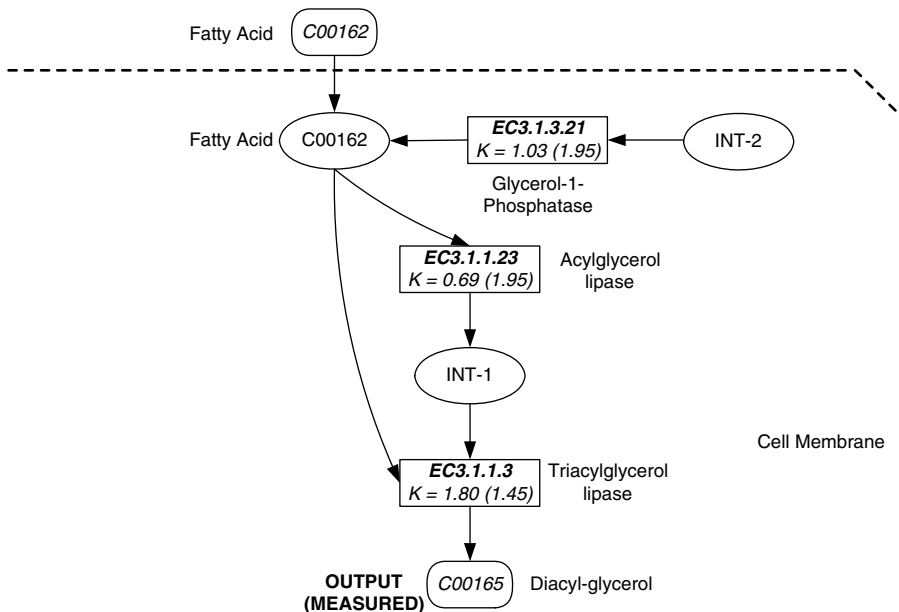 Fatty Acid
C00162
Fatty Acid
C00162
EC3.1.3.21
K = 1.03 (1.95)
INT-2
Glycerol-1-
Phosphatase
EC3.1.1.23
K = 0.69 (1.95)
Acylglycerol
lipase
INT-1
Cell Membrane
EC3.1.1.3
K = 1.80 (1.45)
Triacylglycerol
lipase
OUTPUT
(MEASURED)
C00165
Diacyl-glycerol